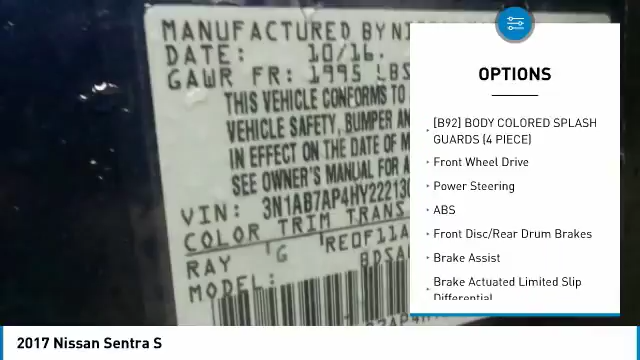 MANUFACTURED BY
DATE: 10/16
GAWR FR: 1995 LBS
THIS VEHICLE CONFORMS TO
VEHICLE SAFETY, BUMPER
IN EFFECT ON THE DATE OF
SEE OWNER'S MANUAL FOR
VIN: 3N1AB7AP4HY222130
COLOR TRIM TRANS
RAY G RE0F11A
MODEL:
OPTIONS
[B92] BODY COLORED SPLASH
GUARDS (4 PIECE)
Front Wheel Drive
Power Steering
ABS
Front Disc/Rear Drum Brakes
Brake Assist
Brake Actuated Limited Slip
Differential
2017 Nissan Sentra S